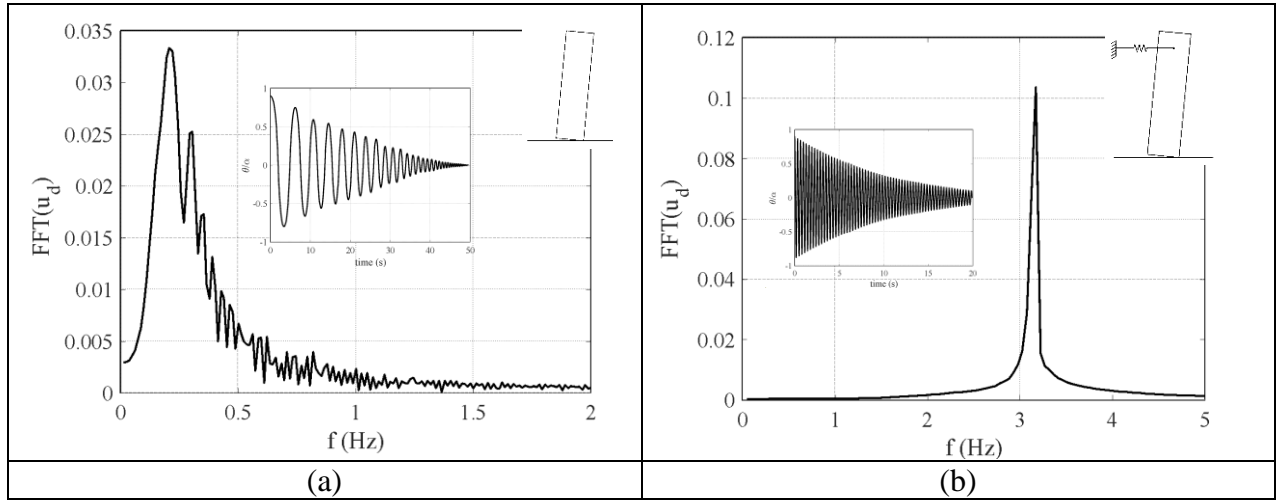 0.035
0.03
0.025
0.02
0.015
0.01
0.005
0
FFT(u_d)
0 0.5 1 1.5 2
f (Hz)
1
0.5
0
-0.5
-1
θ/α
0 10 20 30 40 50
time (s)
0.12
0.1
0.08
0.06
0.04
0.02
0
FFT(u_d)
0 1 2 3 4 5
f (Hz)
1
0.5
0
-0.5
-1
θ/α
0 5 10 15 20
time (s)
(a)
(b)